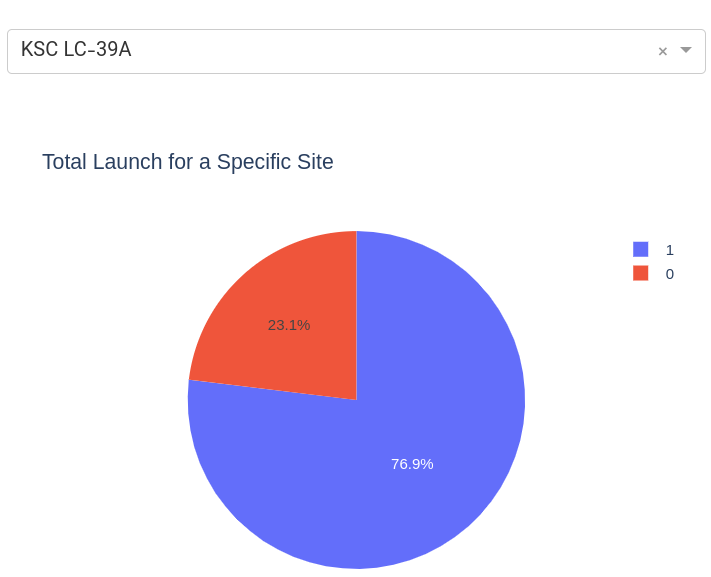 KSC LC-39A
Total Launch for a Specific Site
1
0
23.1%
76.9%